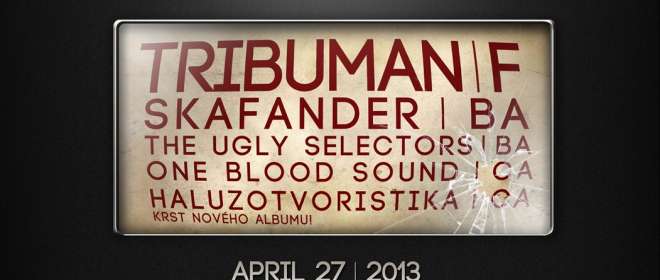 TRIBUMAN | F
SKAFANDER | BA
THE UGLY SELECTORS | BA
ONE BLOOD SOUND | CA
HALUZOTVORISTIKA | CA
KRST NOVÉHO ALBUMU!
APRIL 27 | 2013